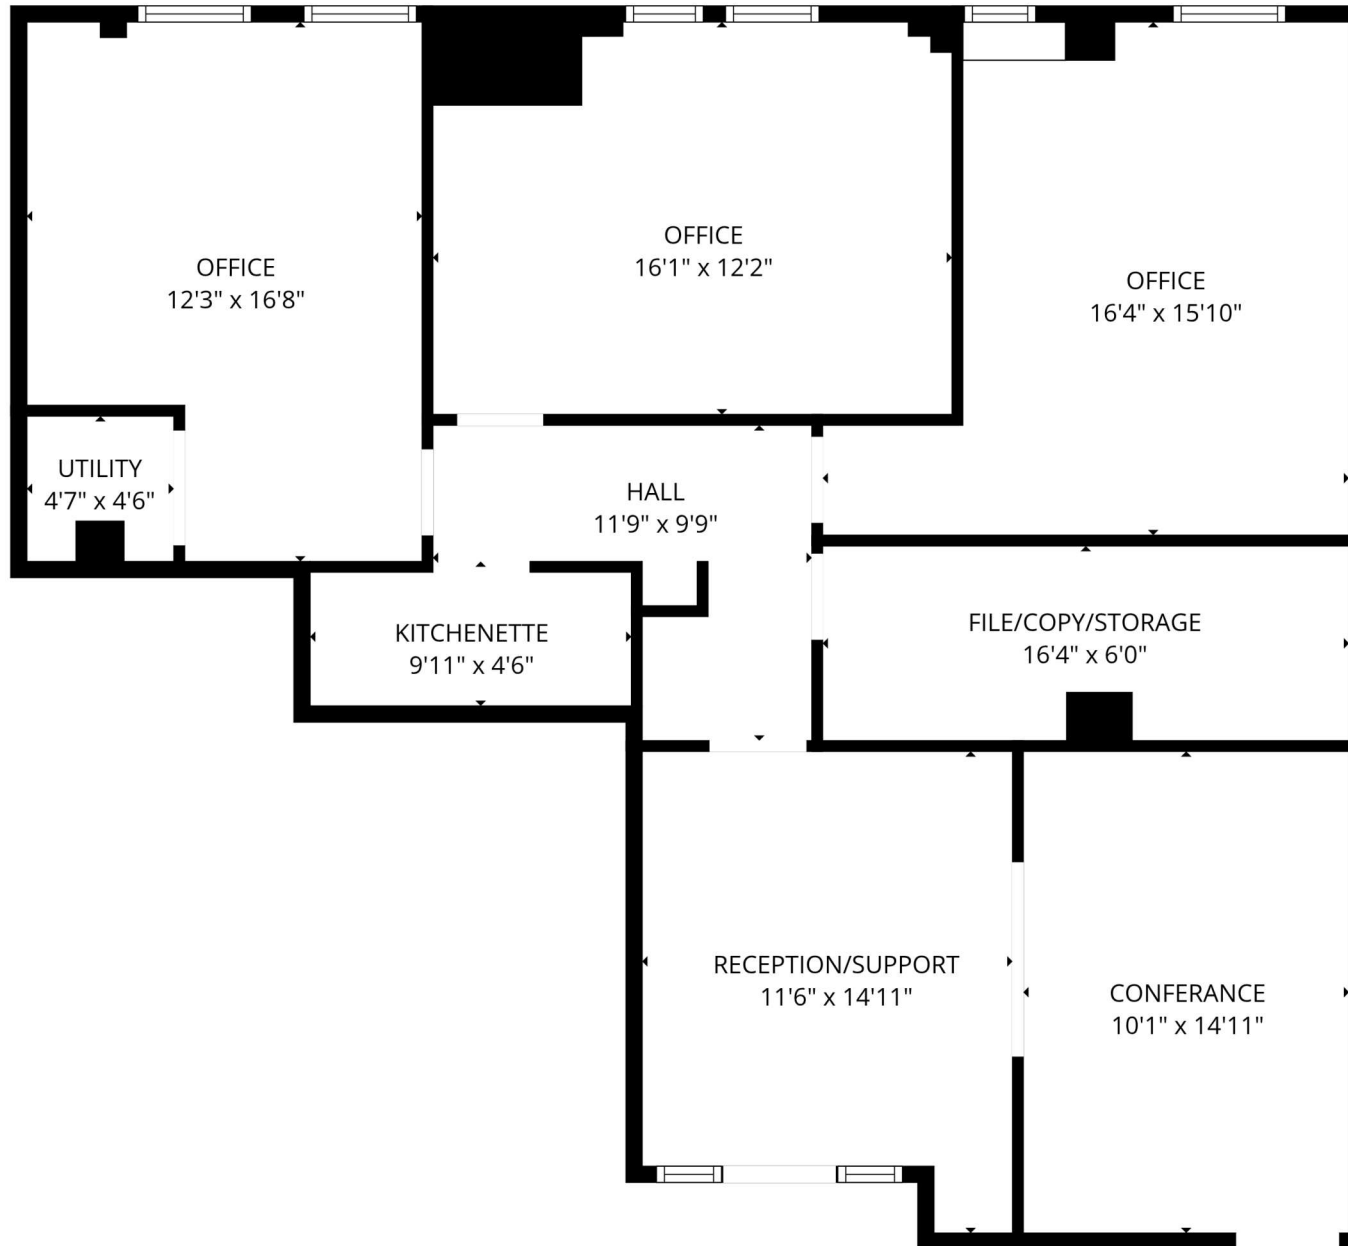 OFFICE
12'3" x 16'8"
OFFICE
16'1" x 12'2"
OFFICE
16'4" x 15'10"
UTILITY
4'7" x 4'6"
HALL
11'9" x 9'9"
KITCHENETTE
9'11" x 4'6"
FILE/COPY/STORAGE
16'4" x 6'0"
RECEPTION/SUPPORT
11'6" x 14'11"
CONFERANCE
10'1" x 14'11"